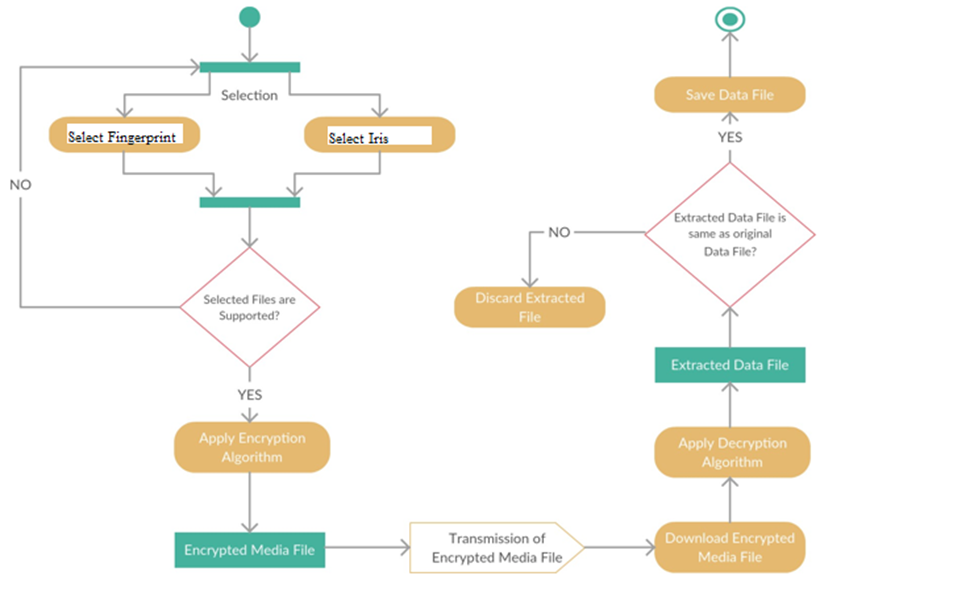 Selection
Select Fingerprint
Select Iris
NO
Selected Files are
Supported?
YES
Apply Encryption
Algorithm
Encrypted Media File
Transmission of
Encrypted Media File
Download Encrypted
Media File
Apply Decryption
Algorithm
Extracted Data File
Extracted Data File is
same as original
Data File?
NO
Discard Extracted
File
YES
Save Data File